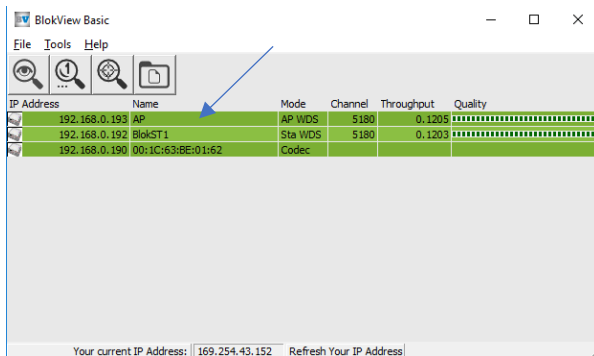 BlokView Basic
File Tools Help
IP Address Name Mode Channel Throughput Quality
192.168.0.193 AP AP WDS 5180 0.1205
192.168.0.192 BlokST1 Sta WDS 5180 0.1203
192.168.0.190 00:1C:63:BE:01:62 Codec
Your current IP Address: 169.254.43.152 Refresh Your IP Address